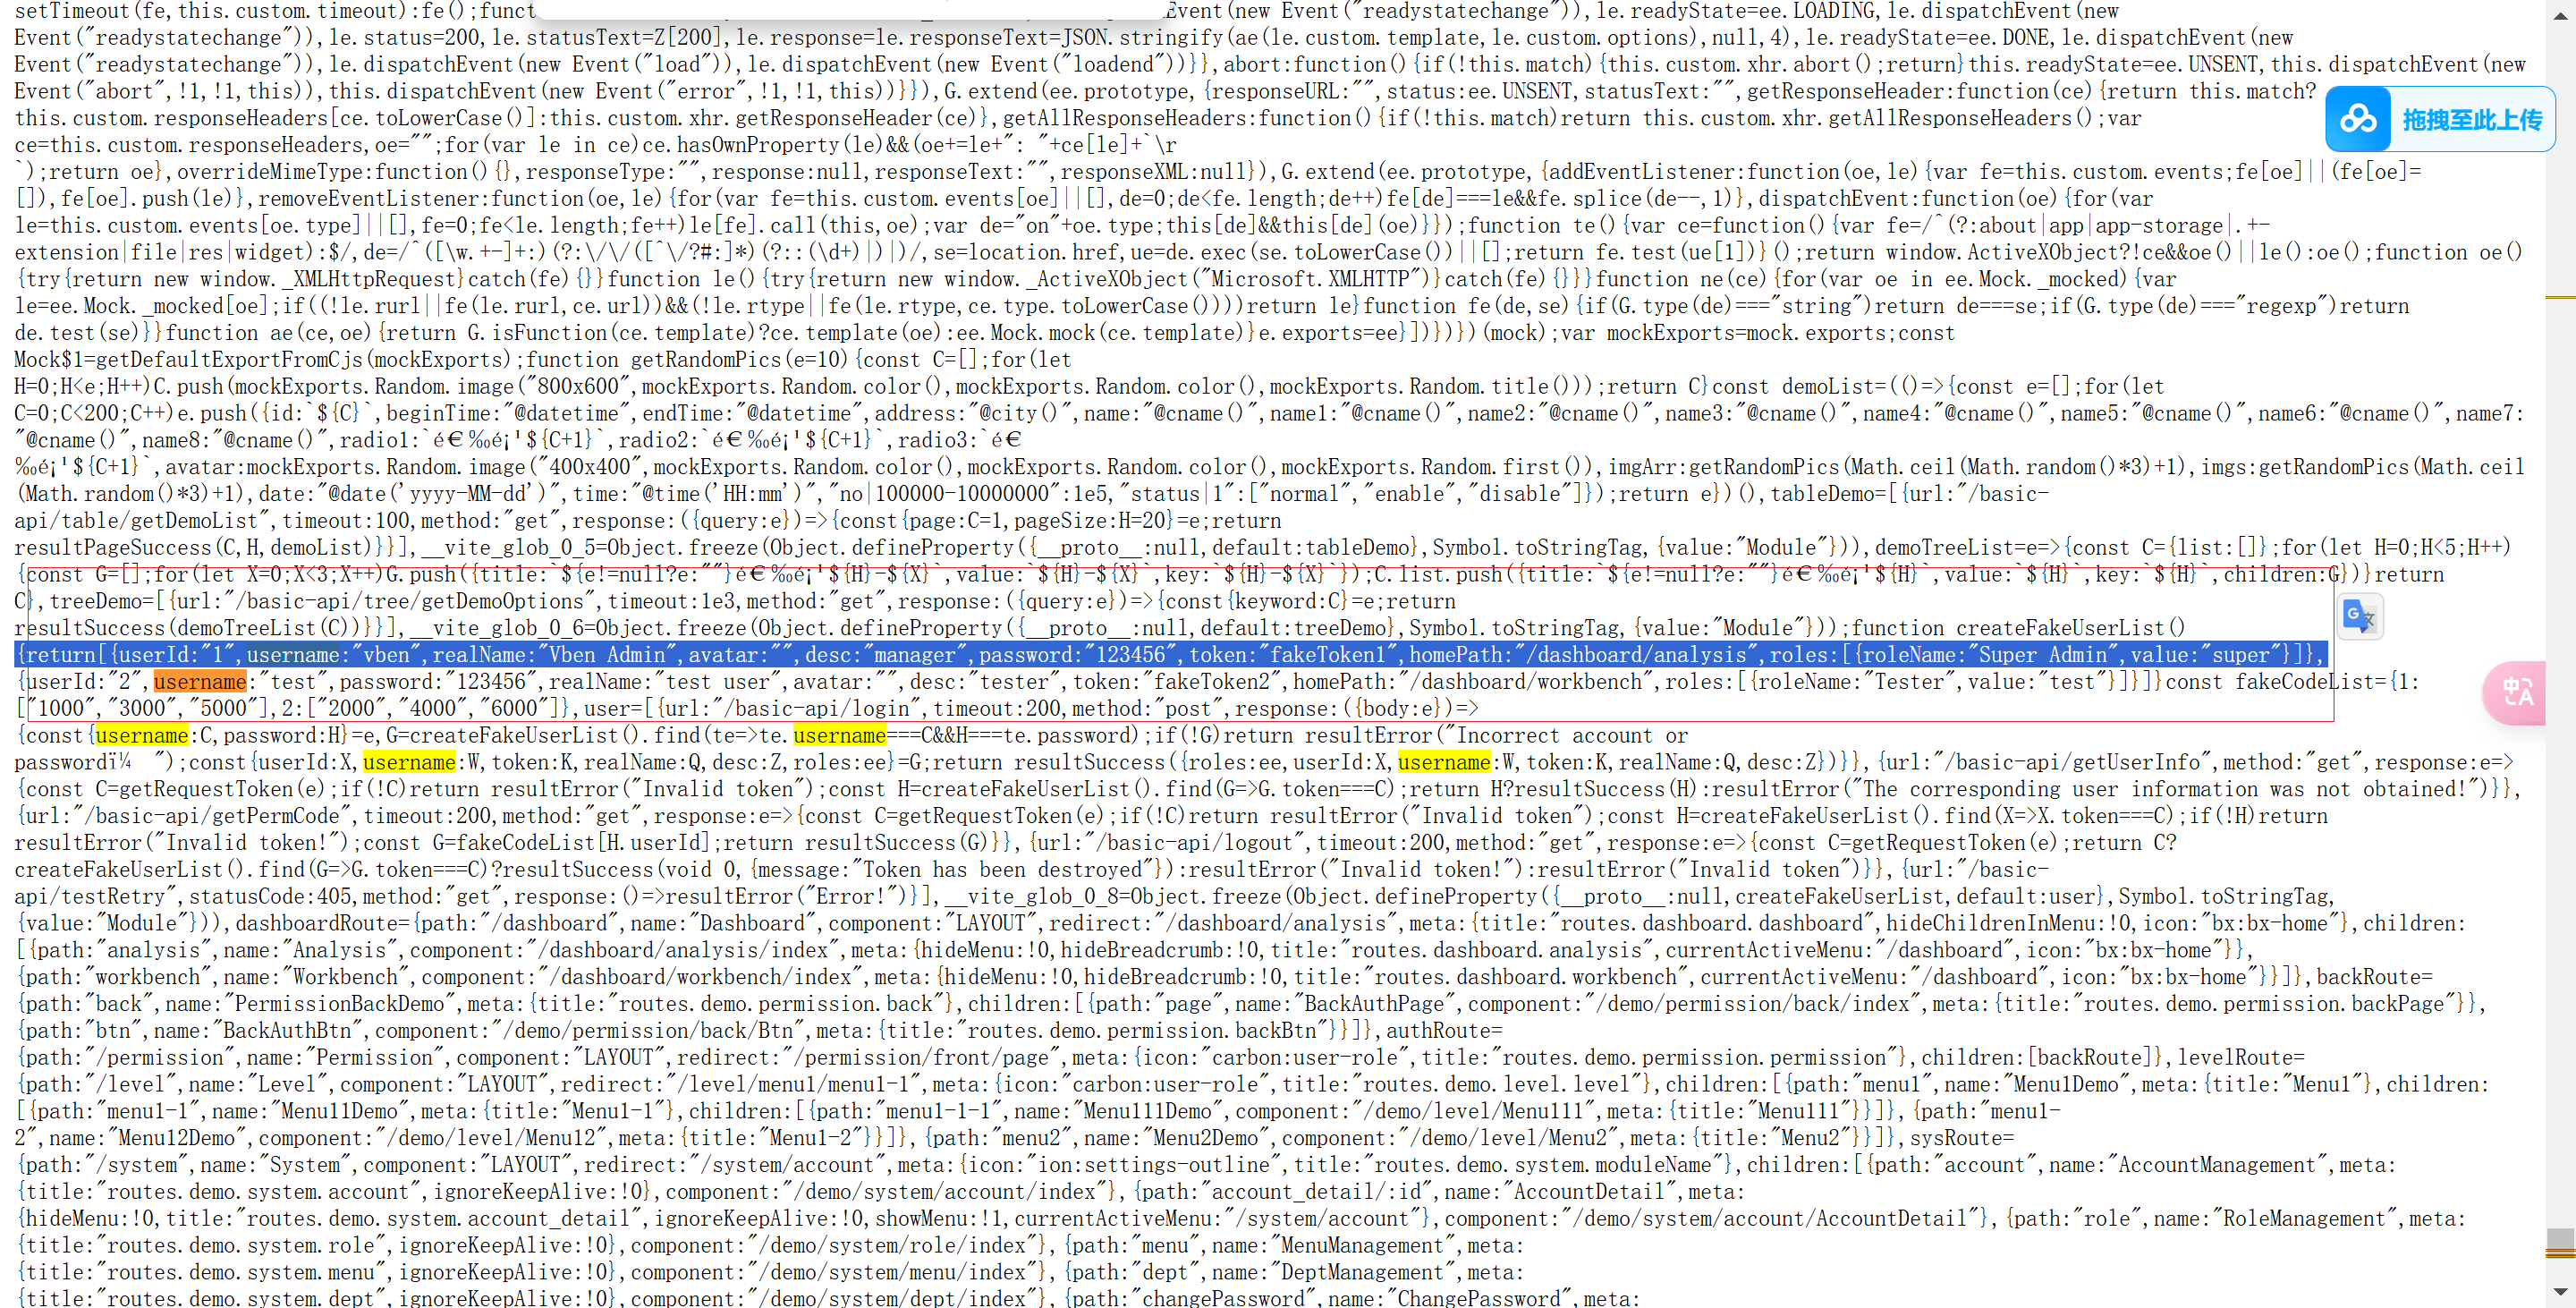 setTimeout(fe,this.custom.timeout):fe();funct
Event(new Event("readystatechange")),le.readyState=ee.LOADING,le.dispatchEvent(new
Event("readystatechange")),le.status=200,le.statusText=Z[200],le.response=le.responseText=JSON.stringify(ae(le.custom.template,le.custom.options),null,4),le.readyState=ee.DONE,le.dispatchEvent(new
Event("readystatechange")),le.dispatchEvent(new Event("load")),le.dispatchEvent(new Event("loadend"))}},abort:function(){if(!this.match){this.custom.xhr.abort();return}this.readyState=ee.UNSENT,this.dispatchEvent(new
Event("abort",!1,!1,this)),this.dispatchEvent(new Event("error",!1,!1,this))}}),G.extend(ee.prototype,{responseURL:"",status:ee.UNSENT,statusText:"",getResponseHeader:function(ce){return this.match?
this.custom.responseHeaders[ce.toLowerCase()]:this.custom.xhr.getResponseHeader(ce)},getAllResponseHeaders:function(){if(!this.match)return this.custom.xhr.getAllResponseHeaders();var
拖拽至此上传
ce=this.custom.responseHeaders,oe="";for(var le in ce)ce.hasOwnProperty(le)&&(oe+=le+": "+ce[le]+`\r
`);return oe},overrideMimeType:function(){},responseType:"",response:null,responseText:"",responseXML:null}),G.extend(ee.prototype,{addEventListener:function(oe,le){var fe=this.custom.events;fe[oe]||(fe[oe]=
[]),fe[oe].push(le)},removeEventListener:function(oe,le){for(var fe=this.custom.events[oe]||[],de=0;de<fe.length;de++)fe[de]===le&&fe.splice(de--,1)},dispatchEvent:function(oe){for(var
le=this.custom.events[oe.type]||[],fe=0;fe<le.length;fe++)le[fe].call(this,oe);var de="on"+oe.type;this[de]&&this[de](oe)}});function te(){var ce=function(){var fe=/^(?:about|app|app-storage|.+-
extension|file|res|widget):$/,de=/^([\w.+-]+:)(?:\/\/([^\/?#:]*)(?::(\d+)|)|)/,se=location.href,ue=de.exec(se.toLowerCase())||[];return fe.test(ue[1])}();return window.ActiveXObject?!ce&&oe()||le():oe();function oe()
{try{return new window._XMLHttpRequest}catch(fe){}}function le(){try{return new window._ActiveXObject("Microsoft.XMLHTTP")}catch(fe){}}}function ne(ce){for(var oe in ee.Mock._mocked){var
le=ee.Mock._mocked[oe];if((!le.rurl||fe(le.rurl,ce.url))&&(!le.rtype||fe(le.rtype,ce.type.toLowerCase())))return le}function fe(de,se){if(G.type(de)==="string")return de===se;if(G.type(de)==="regexp")return
de.test(se)}}function ae(ce,oe){return G.isFunction(ce.template)?ce.template(oe):ee.Mock.mock(ce.template)}e.exports=ee}])})})(mock);var mockExports=mock.exports;const
Mock$1=getDefaultExportFromCjs(mockExports);function getRandomPics(e=10){const C=[];for(let
H=0;H<e;H++)C.push(mockExports.Random.image("800x600",mockExports.Random.color(),mockExports.Random.color(),mockExports.Random.title()));return C}const demoList=(()=>{const e=[];for(let
C=0;C<200;C++)e.push({id:`${C}`,beginTime:"@datetime",endTime:"@datetime",address:"@city()",name:"@cname()",name1:"@cname()",name2:"@cname()",name3:"@cname()",name4:"@cname()",name5:"@cname()",name6:"@cname()",name7:
"@cname()",name8:"@cname()",radio1:`é€‰é¡¹${C+1}`,radio2:`é€‰é¡¹${C+1}`,radio3:`é€
‰é¡¹${C+1}`,avatar:mockExports.Random.image("400x400",mockExports.Random.color(),mockExports.Random.color(),mockExports.Random.first()),imgArr:getRandomPics(Math.ceil(Math.random()*3)+1),imgs:getRandomPics(Math.ceil
(Math.random()*3)+1),date:"@date('yyyy-MM-dd')",time:"@time('HH:mm')","no|100000-10000000":1e5,"status|1":["normal","enable","disable"]});return e})(),tableDemo=[{url:"/basic-
api/table/getDemoList",timeout:100,method:"get",response:({query:e})=>{const{page:C=1,pageSize:H=20}=e;return
resultPageSuccess(C,H,demoList)}}],__vite_glob_0_5=Object.freeze(Object.defineProperty({__proto__:null,default:tableDemo},Symbol.toStringTag,{value:"Module"})),demoTreeList=e=>{const C={list:[]};for(let H=0;H<5;H++)
{const G=[];for(let X=0;X<3;X++)G.push({title:`${e!=null?e:""}é€‰é¡¹${H}-${X}`,value:`${H}-${X}`,key:`${H}-${X}`});C.list.push({title:`${e!=null?e:""}é€‰é¡¹${H}`,value:`${H}`,key:`${H}`,children:G})}return
C},treeDemo=[{url:"/basic-api/tree/getDemoOptions",timeout:1e3,method:"get",response:({query:e})=>{const{keyword:C}=e;return
resultSuccess(demoTreeList(C))}}],__vite_glob_0_6=Object.freeze(Object.defineProperty({__proto__:null,default:treeDemo},Symbol.toStringTag,{value:"Module"}));function createFakeUserList()
{return[{userId:"1",username:"vben",realName:"Vben Admin",avatar:"",desc:"manager",password:"123456",token:"fakeToken1",homePath:"/dashboard/analysis",roles:[{roleName:"Super Admin",value:"super"}]},
{userId:"2",username:"test",password:"123456",realName:"test user",avatar:"",desc:"tester",token:"fakeToken2",homePath:"/dashboard/workbench",roles:[{roleName:"Tester",value:"test"}]}]}const fakeCodeList={1:
["1000","3000","5000"],2:["2000","4000","6000"]},user=[{url:"/basic-api/login",timeout:200,method:"post",response:({body:e})=>
{const{username:C,password:H}=e,G=createFakeUserList().find(te=>te.username===C&&H===te.password);if(!G)return resultError("Incorrect account or
passwordï¼ ");const{userId:X,username:W,token:K,realName:Q,desc:Z,roles:ee}=G;return resultSuccess({roles:ee,userId:X,username:W,token:K,realName:Q,desc:Z})}},{url:"/basic-api/getUserInfo",method:"get",response:e=>
{const C=getRequestToken(e);if(!C)return resultError("Invalid token");const H=createFakeUserList().find(G=>G.token===C);return H?resultSuccess(H):resultError("The corresponding user information was not obtained!")}},
{url:"/basic-api/getPermCode",timeout:200,method:"get",response:e=>{const C=getRequestToken(e);if(!C)return resultError("Invalid token");const H=createFakeUserList().find(X=>X.token===C);if(!H)return
resultError("Invalid token!");const G=fakeCodeList[H.userId];return resultSuccess(G)}},{url:"/basic-api/logout",timeout:200,method:"get",response:e=>{const C=getRequestToken(e);return C?
createFakeUserList().find(G=>G.token===C)?resultSuccess(void 0,{message:"Token has been destroyed"}):resultError("Invalid token!"):resultError("Invalid token")}},{url:"/basic-
api/testRetry",statusCode:405,method:"get",response:()=>resultError("Error!")}],__vite_glob_0_8=Object.freeze(Object.defineProperty({__proto__:null,createFakeUserList,default:user},Symbol.toStringTag,
{value:"Module"})),dashboardRoute={path:"/dashboard",name:"Dashboard",component:"LAYOUT",redirect:"/dashboard/analysis",meta:{title:"routes.dashboard.dashboard",hideChildrenInMenu:!0,icon:"bx:bx-home"},children:
[{path:"analysis",name:"Analysis",component:"/dashboard/analysis/index",meta:{hideMenu:!0,hideBreadcrumb:!0,title:"routes.dashboard.analysis",currentActiveMenu:"/dashboard",icon:"bx:bx-home"}},
{path:"workbench",name:"Workbench",component:"/dashboard/workbench/index",meta:{hideMenu:!0,hideBreadcrumb:!0,title:"routes.dashboard.workbench",currentActiveMenu:"/dashboard",icon:"bx:bx-home"}}]},backRoute=
{path:"back",name:"PermissionBackDemo",meta:{title:"routes.demo.permission.back"},children:[{path:"page",name:"BackAuthPage",component:"/demo/permission/back/index",meta:{title:"routes.demo.permission.backPage"}},
{path:"btn",name:"BackAuthBtn",component:"/demo/permission/back/Btn",meta:{title:"routes.demo.permission.backBtn"}}]},authRoute=
{path:"/permission",name:"Permission",component:"LAYOUT",redirect:"/permission/front/page",meta:{icon:"carbon:user-role",title:"routes.demo.permission.permission"},children:[backRoute]},levelRoute=
{path:"/level",name:"Level",component:"LAYOUT",redirect:"/level/menu1/menu1-1",meta:{icon:"carbon:user-role",title:"routes.demo.level.level"},children:[{path:"menu1",name:"Menu1Demo",meta:{title:"Menu1"},children:
[{path:"menu1-1",name:"Menu11Demo",meta:{title:"Menu1-1"},children:[{path:"menu1-1-1",name:"Menu111Demo",component:"/demo/level/Menu111",meta:{title:"Menu111"}}]},{path:"menu1-
2",name:"Menu12Demo",component:"/demo/level/Menu12",meta:{title:"Menu1-2"}}]},{path:"menu2",name:"Menu2Demo",component:"/demo/level/Menu2",meta:{title:"Menu2"}}]},sysRoute=
{path:"/system",name:"System",component:"LAYOUT",redirect:"/system/account",meta:{icon:"ion:settings-outline",title:"routes.demo.system.moduleName"},children:[{path:"account",name:"AccountManagement",meta:
{title:"routes.demo.system.account",ignoreKeepAlive:!0},component:"/demo/system/account/index"},{path:"account_detail/:id",name:"AccountDetail",meta:
{hideMenu:!0,title:"routes.demo.system.account_detail",ignoreKeepAlive:!0,showMenu:!1,currentActiveMenu:"/system/account"},component:"/demo/system/account/AccountDetail"},{path:"role",name:"RoleManagement",meta:
{title:"routes.demo.system.role",ignoreKeepAlive:!0},component:"/demo/system/role/index"},{path:"menu",name:"MenuManagement",meta:
{title:"routes.demo.system.menu",ignoreKeepAlive:!0},component:"/demo/system/menu/index"},{path:"dept",name:"DeptManagement",meta:
{title:"routes.demo.system.dept",ignoreKeepAlive:!0},component:"/demo/system/dept/index"},{path:"changePassword",name:"ChangePassword",meta: